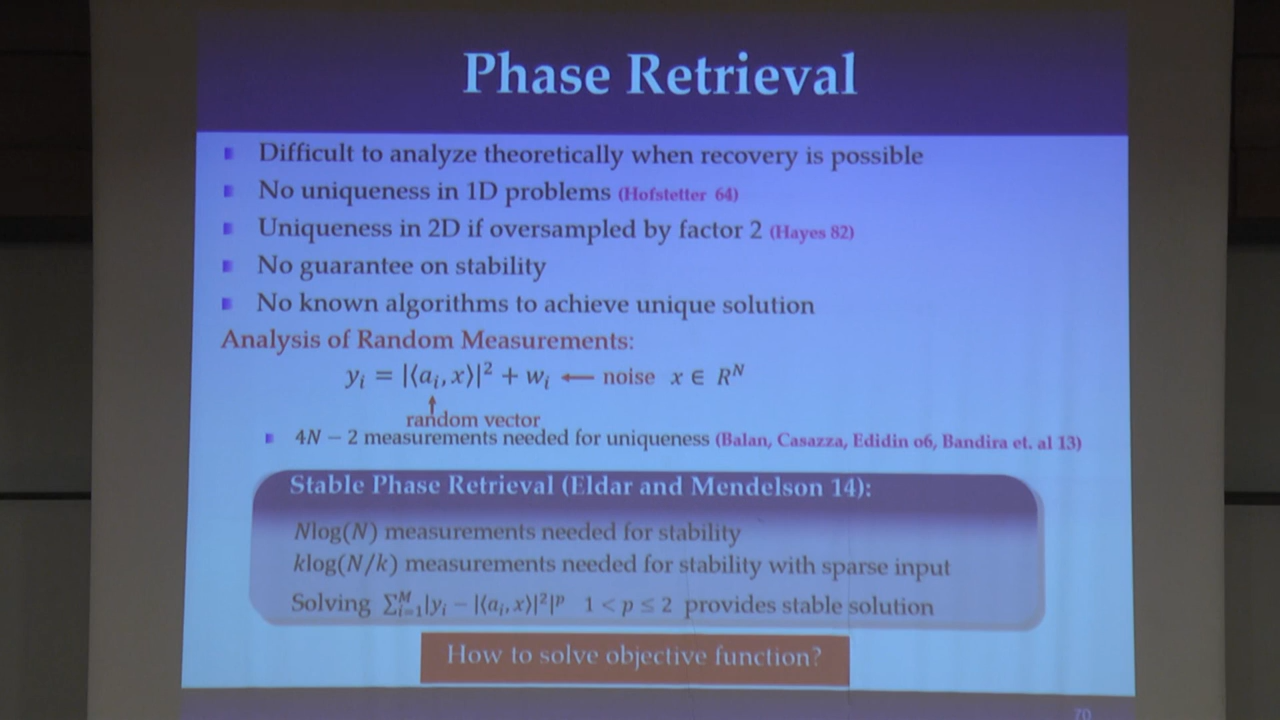 Phase Retrieval
Difficult to analyze theoretically when recovery is possible
No uniqueness in 1D problems (Hofstetter 64)
Uniqueness in 2D if oversampled by factor 2 (Hayes 82)
No guarantee on stability
No known algorithms to achieve unique solution
Analysis of Random Measurements:
yᵢ = |⟨aᵢ, x⟩|² + wᵢ ← noise x ∈ Rᴺ
↑
random vector
4N − 2 measurements needed for uniqueness (Balan, Casazza, Edidin o6, Bandira et. al 13)
Stable Phase Retrieval (Eldar and Mendelson 14):
Nlog(N) measurements needed for stability
klog(N/k) measurements needed for stability with sparse input
Solving ∑ᵢ₌₁ᴹ|yᵢ − |⟨aᵢ, x⟩|²|ᵖ 1 < p ≤ 2 provides stable solution
How to solve objective function?
70